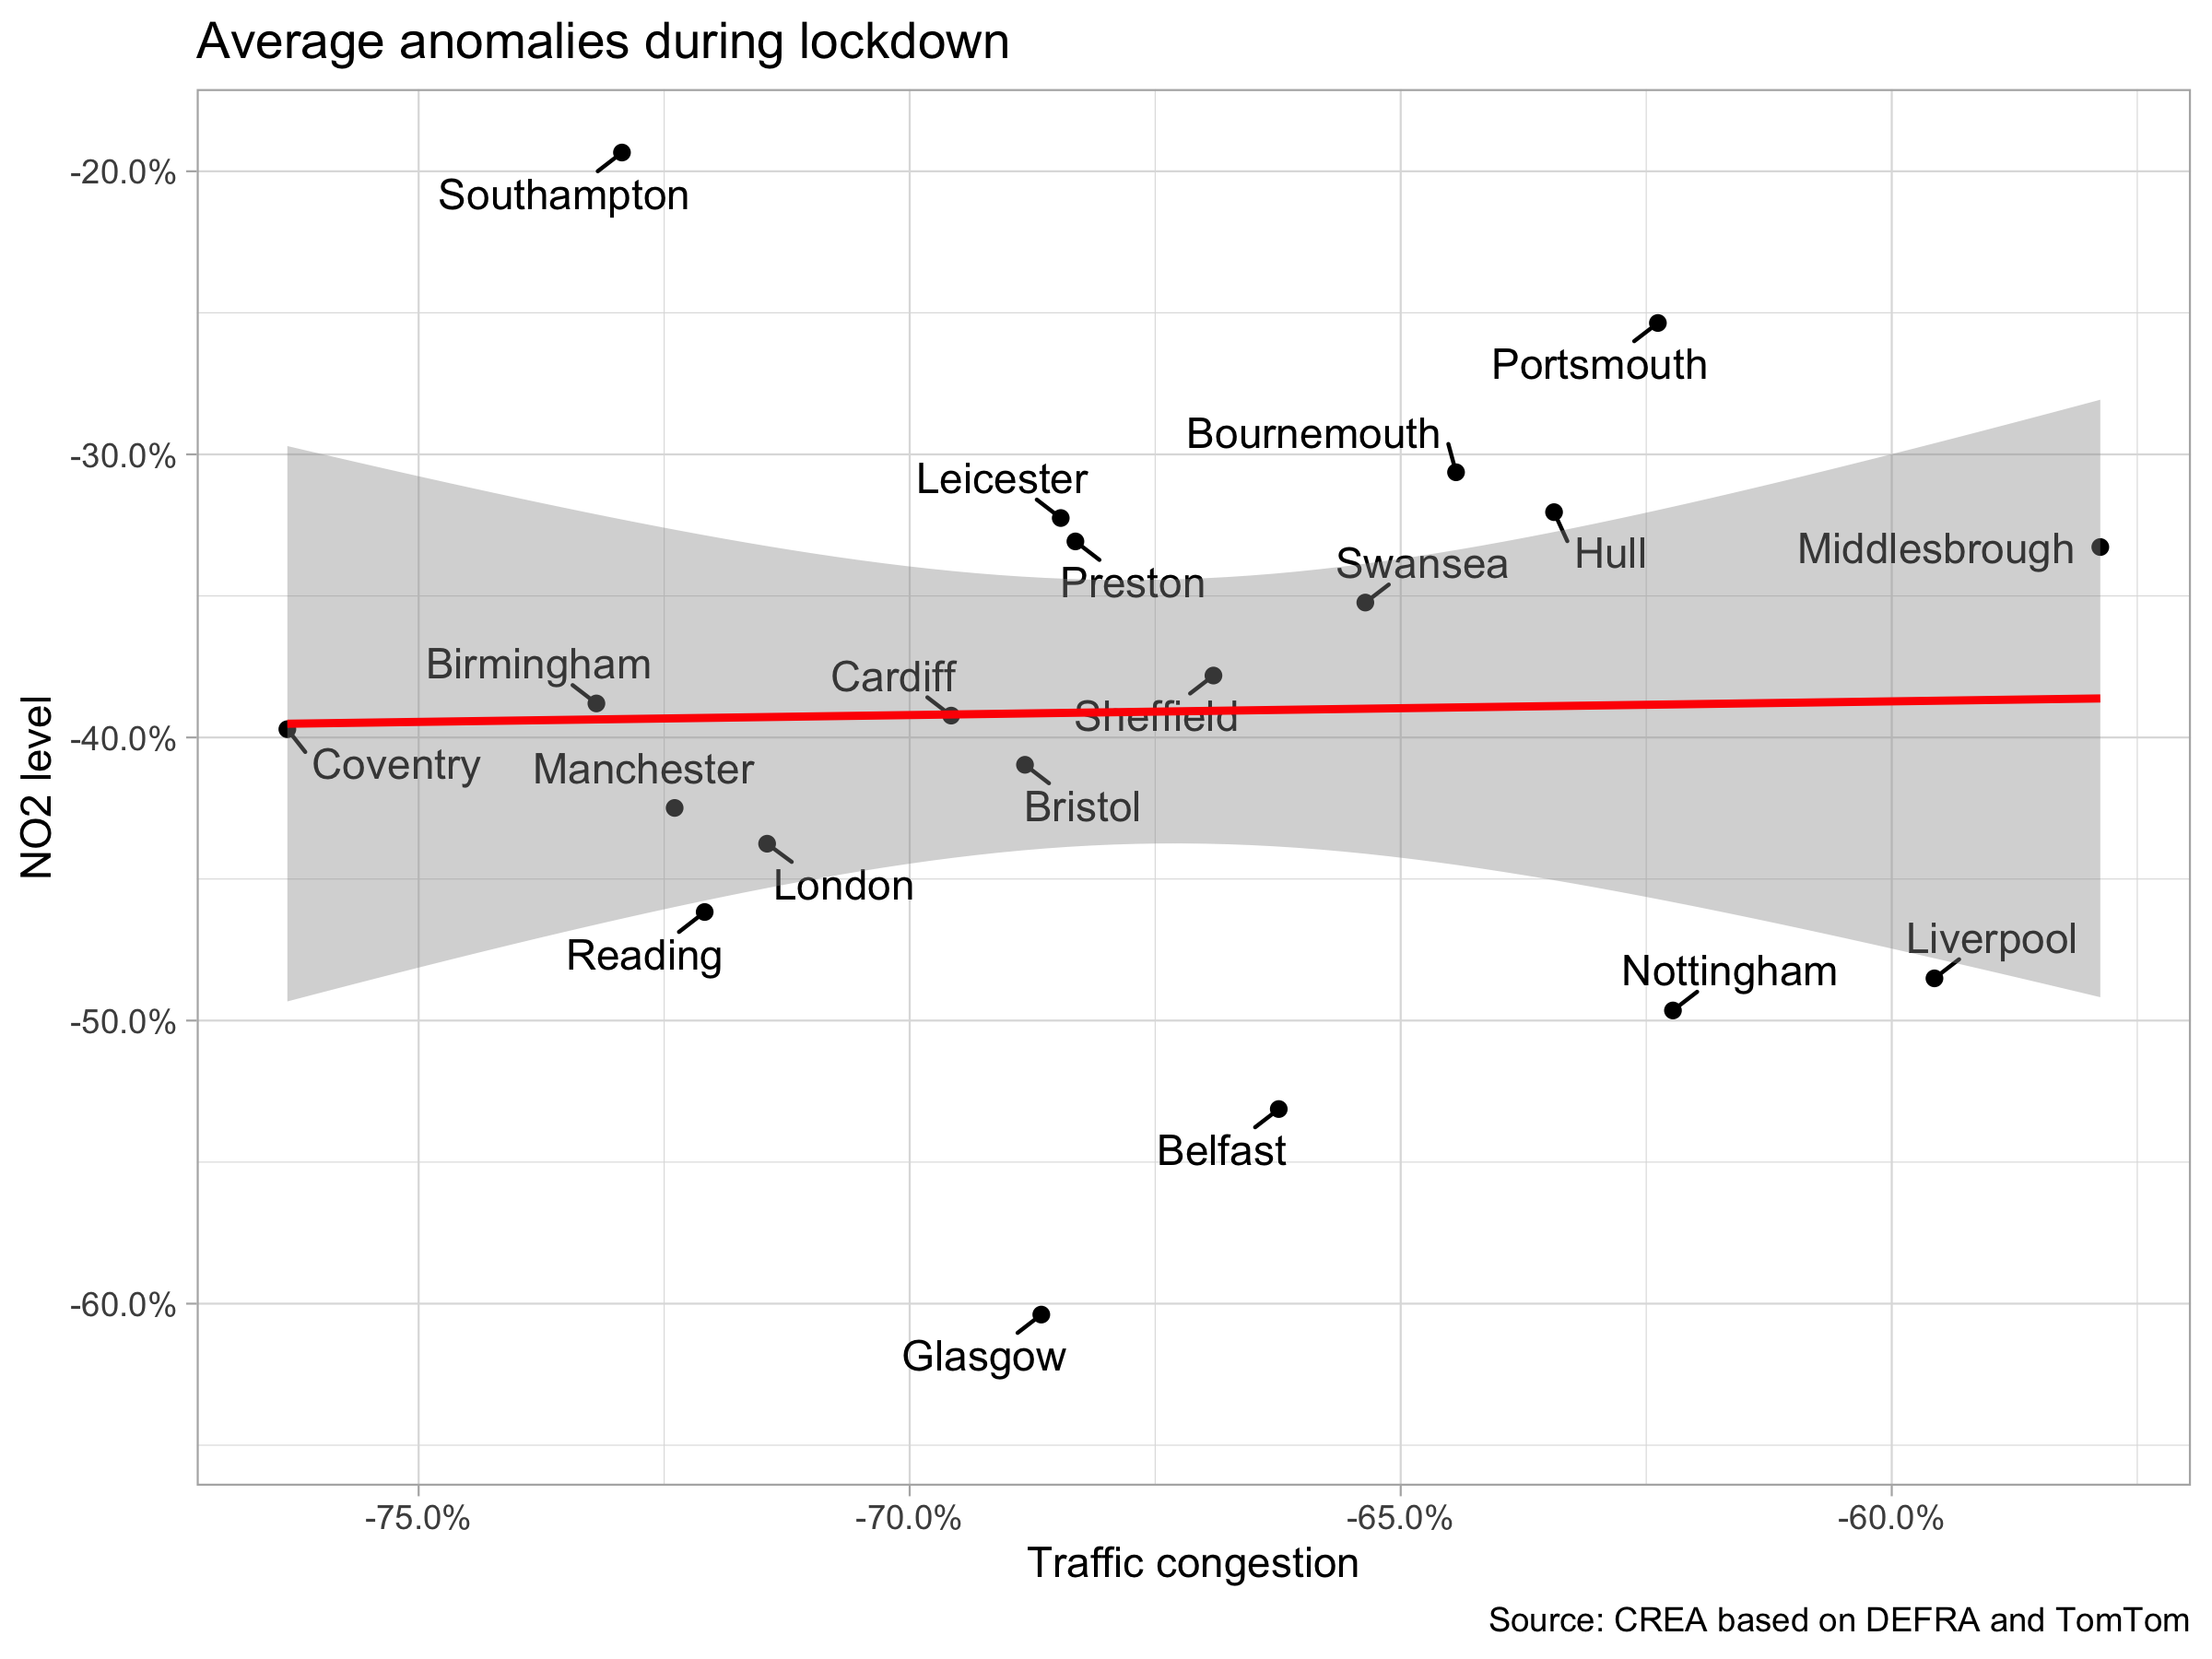 Average anomalies during lockdown
-20.0%
-30.0%
-40.0%
-50.0%
-60.0%
NO2 level
Southampton
Portsmouth
Bournemouth
Leicester
Hull
Middlesbrough
Swansea
Preston
Birmingham
Cardiff
Sheffield
Coventry
Manchester
Bristol
London
Reading
Liverpool
Nottingham
Belfast
Glasgow
-75.0%
-70.0%
-65.0%
-60.0%
Traffic congestion
Source: CREA based on DEFRA and TomTom